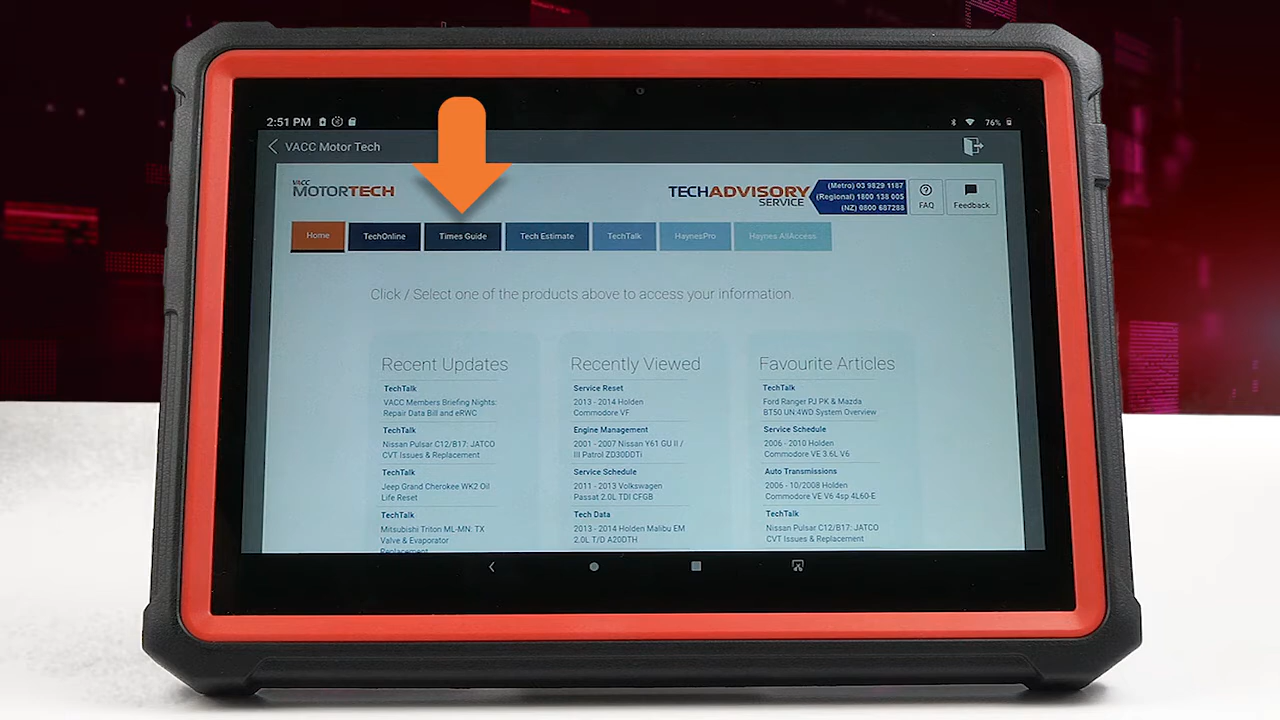 2:51 PM
76%
VACC Motor Tech
VACC
MOTORTECH
TECHADVISORY
SERVICE
(Metro) 03 9829 1187
(Regional) 1800 138 005
(NZ) 0800 687288
FAQ
Feedback
Home
TechOnline
Times Guide
Tech Estimate
TechTalk
HaynesPro
Haynes AllAccess
Click / Select one of the products above to access your information.
Recent Updates
TechTalk
VACC Members Briefing Nights:
Repair Data Bill and eRWC
TechTalk
Nissan Pulsar C12/B17: JATCO
CVT Issues & Replacement
TechTalk
Jeep Grand Cherokee WK2 Oil
Life Reset
TechTalk
Mitsubishi Triton ML-MN: TX
Valve & Evaporator
Replacement
Recently Viewed
Service Reset
2013 - 2014 Holden
Commodore VF
Engine Management
2001 - 2007 Nissan Y61 GU II /
III Patrol ZD30DDTi
Service Schedule
2011 - 2013 Volkswagen
Passat 2.0L TDI CFGB
Tech Data
2013 - 2014 Holden Malibu EM
2.0L T/D A20DTH
Favourite Articles
TechTalk
Ford Ranger PJ PK & Mazda
BT50 UN:4WD System Overview
Service Schedule
2006 - 2010 Holden
Commodore VE 3.6L V6
Auto Transmissions
2006 - 10/2008 Holden
Commodore VE V6 4sp 4L60-E
TechTalk
Nissan Pulsar C12/B17: JATCO
CVT Issues & Replacement